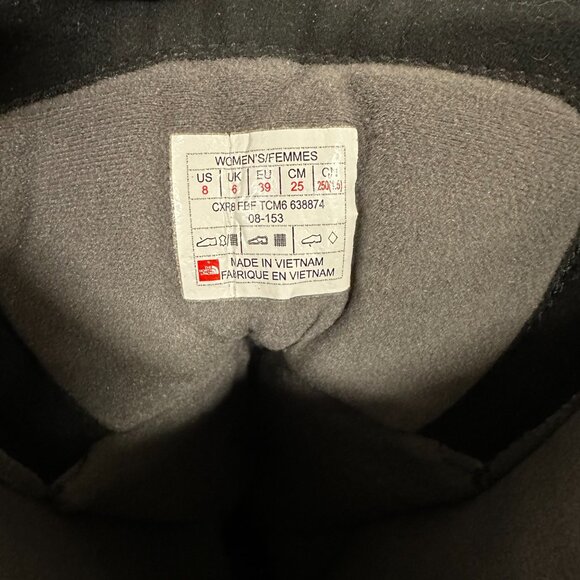 WOMEN'S/FEMMES
US UK EU CM CN
8 6 39 25 250(1.5)
CXR8 FBF TCM6 638874
08-153
MADE IN VIETNAM
FABRIQUE EN VIETNAM